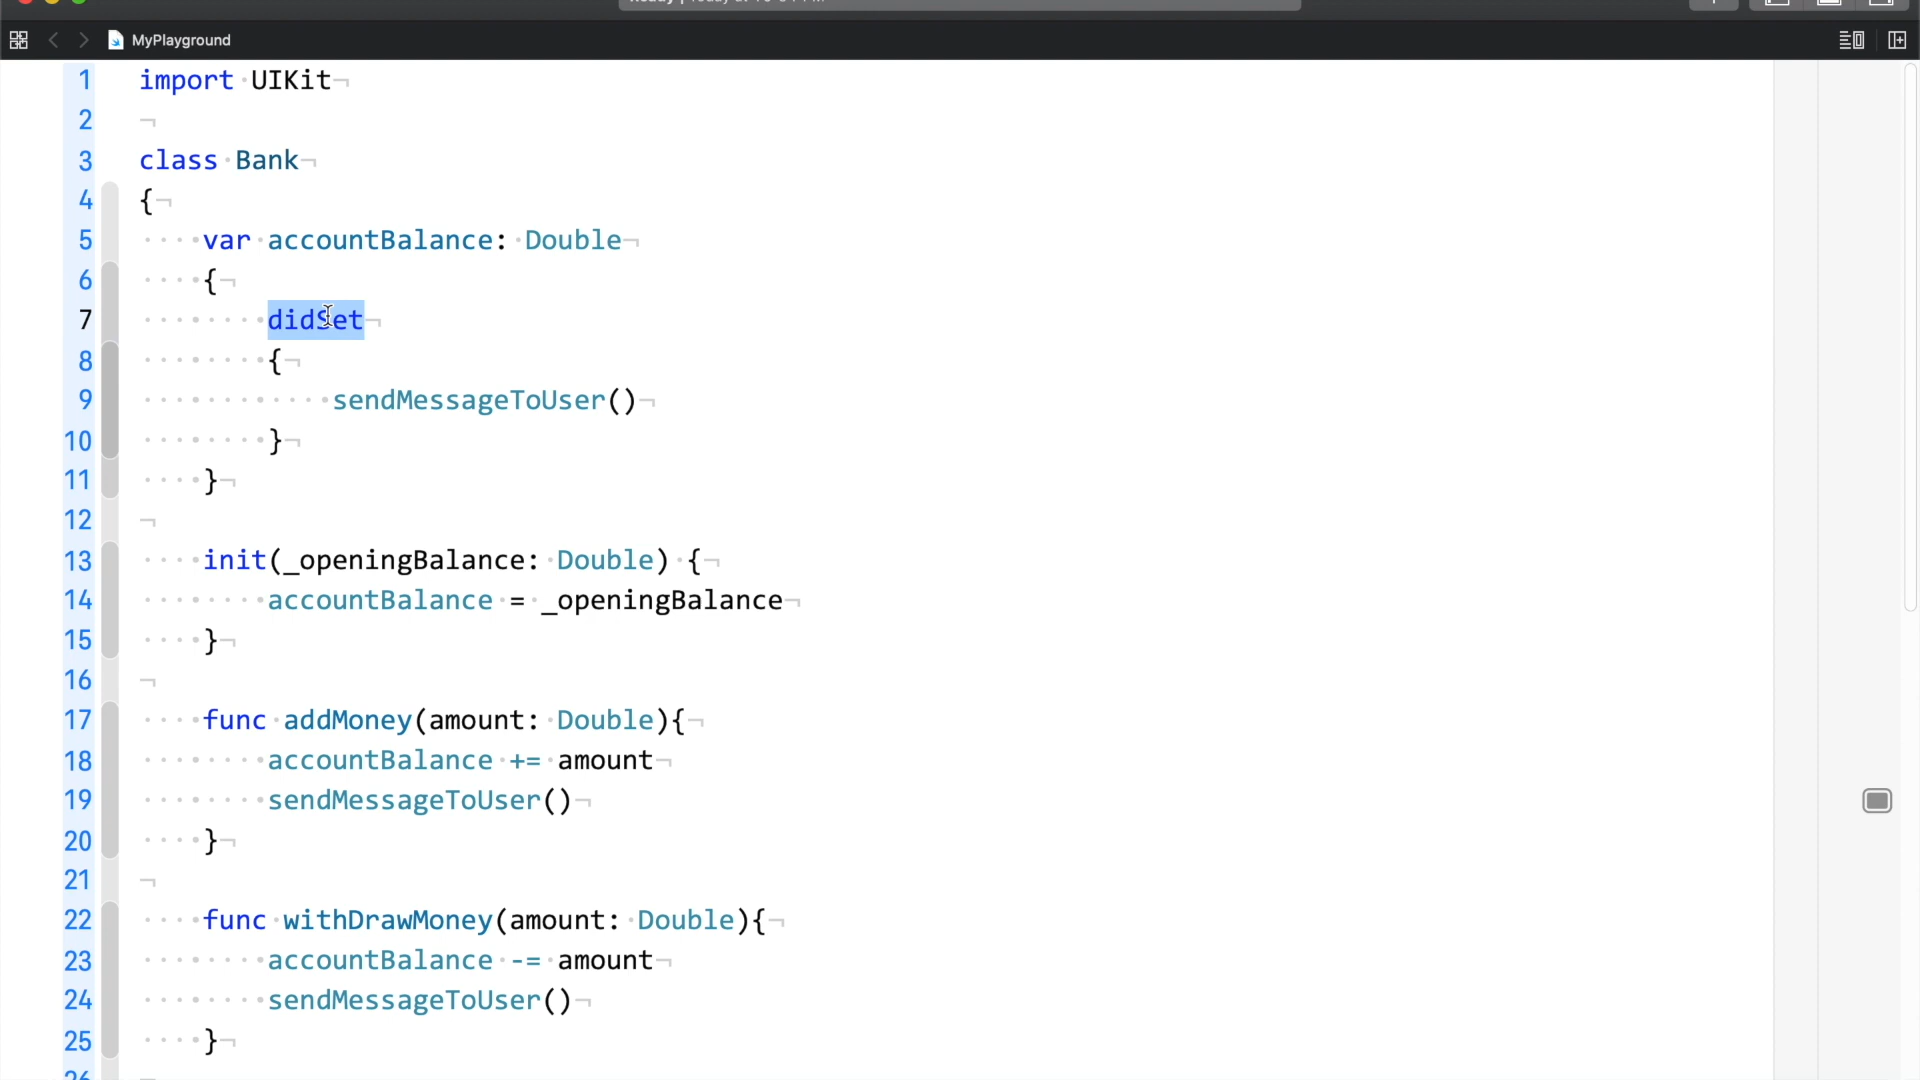 MyPlayground
1 import UIKit
2
3 class Bank
4 {
5     var accountBalance: Double
6     {
7         didSet
8         {
9             sendMessageToUser()
10         }
11     }
12
13     init(_openingBalance: Double) {
14         accountBalance = _openingBalance
15     }
16
17     func addMoney(amount: Double){
18         accountBalance += amount
19         sendMessageToUser()
20     }
21
22     func withDrawMoney(amount: Double){
23         accountBalance -= amount
24         sendMessageToUser()
25     }
26